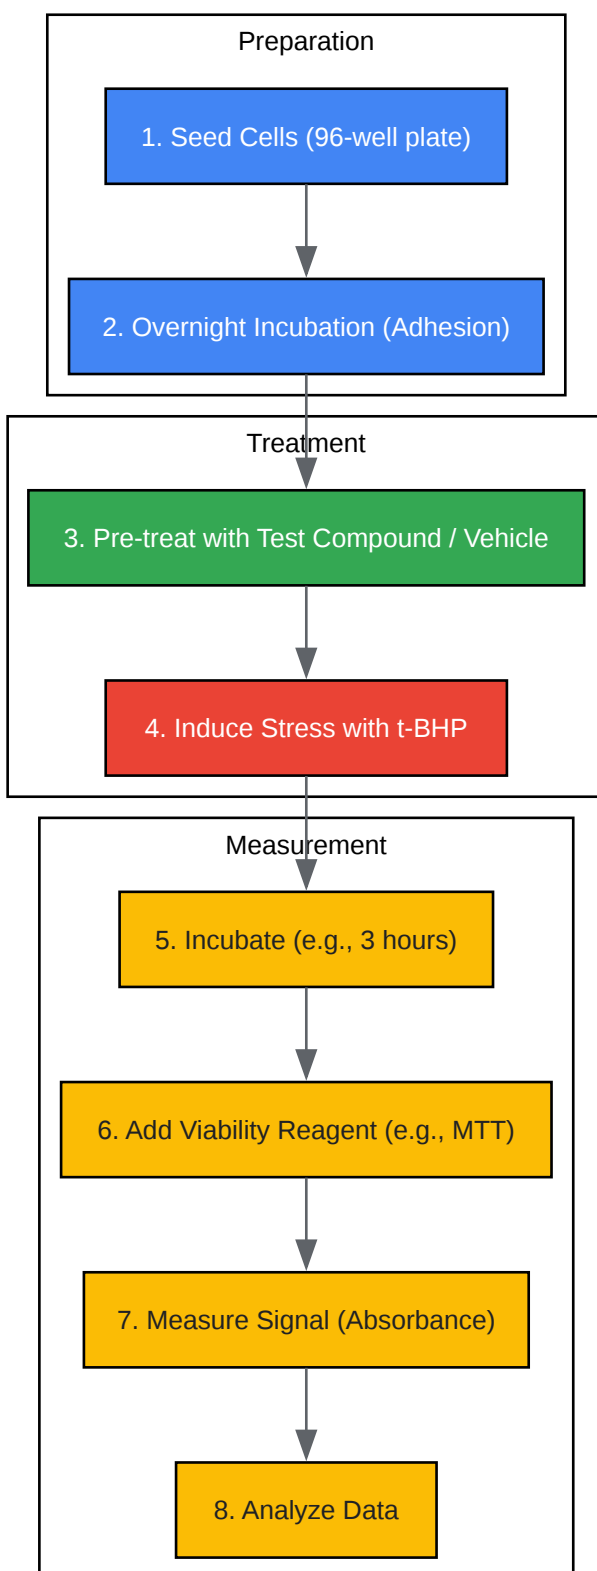 Preparation
1. Seed Cells (96-well plate)
2. Overnight Incubation (Adhesion)
Treatment
3. Pre-treat with Test Compound / Vehicle
4. Induce Stress with t-BHP
Measurement
5. Incubate (e.g., 3 hours)
6. Add Viability Reagent (e.g., MTT)
7. Measure Signal (Absorbance)
8. Analyze Data